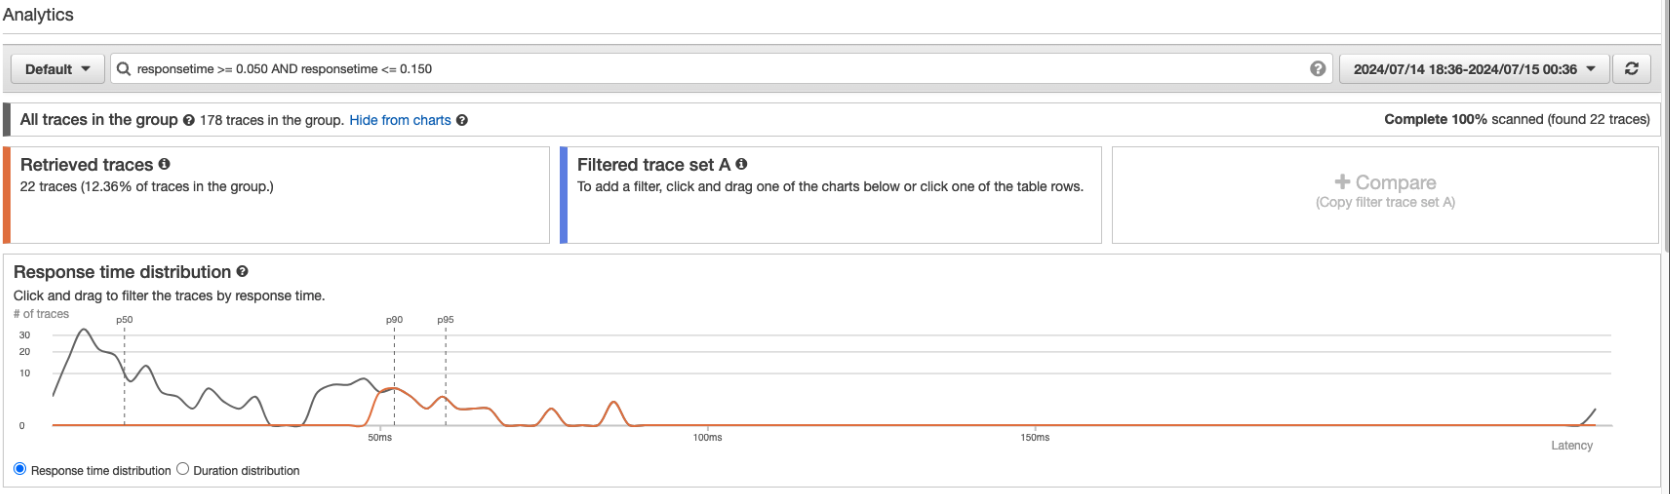 Analytics
Default responsetime >= 0.050 AND responsetime <= 0.150 2024/07/14 18:36-2024/07/15 00:36
All traces in the group 178 traces in the group. Hide from charts Complete 100% scanned (found 22 traces)
Retrieved traces
22 traces (12.36% of traces in the group.)
Filtered trace set A
To add a filter, click and drag one of the charts below or click one of the table rows.
Compare
(Copy filter trace set A)
Response time distribution
Click and drag to filter the traces by response time.
# of traces
p50 p90 p95
30
20
10
0
50ms 100ms 150ms
Latency
Response time distribution Duration distribution